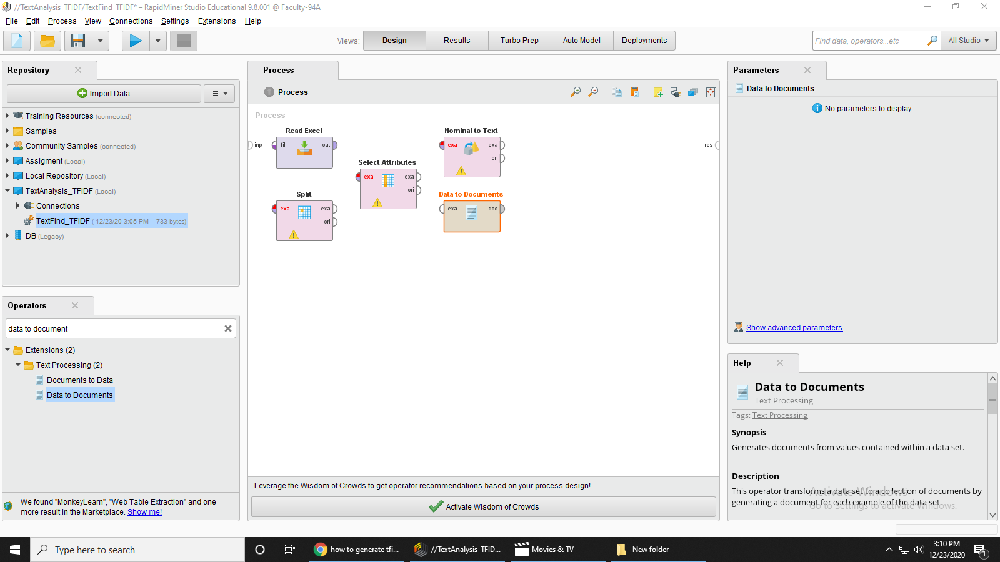 //TextAnalysis_TFIDF/TextFind_TFIDF* – RapidMiner Studio Educational 9.8.001 @ Faculty-94A
File Edit Process View Connections Settings Extensions Help
Views: Design Results Turbo Prep Auto Model Deployments
Find data, operators...etc
All Studio
Repository
Import Data
Training Resources (connected)
Samples
Community Samples (connected)
Assigment (Local)
Local Repository (Local)
TextAnalysis_TFIDF (Local)
Connections
TextFind_TFIDF ( 12/23/20 3:05 PM – 733 bytes)
DB (Legacy)
Operators
data to document
Extensions (2)
Text Processing (2)
Documents to Data
Data to Documents
We found "MonkeyLearn", "Web Table Extraction" and one
more result in the Marketplace. Show me!
Process
Process
Process
inp
Read Excel
fil out
Split
exa exa
ori
Select Attributes
exa exa
ori
Nominal to Text
exa exa
ori
Data to Documents
exa doc
res
Leverage the Wisdom of Crowds to get operator recommendations based on your process design!
Activate Wisdom of Crowds
Parameters
Data to Documents
No parameters to display.
Show advanced parameters
Help
Data to Documents
Text Processing
Tags: Text Processing
Synopsis
Generates documents from values contained within a data set.
Description
This operator transforms a data set to a collection of documents by
generating a document for each example of the data set.
Activate Windows
Go to Settings to activate Windows.
Type here to search
how to generate tfi...
//TextAnalysis_TFID...
Movies & TV
New folder
3:10 PM
12/23/2020
1